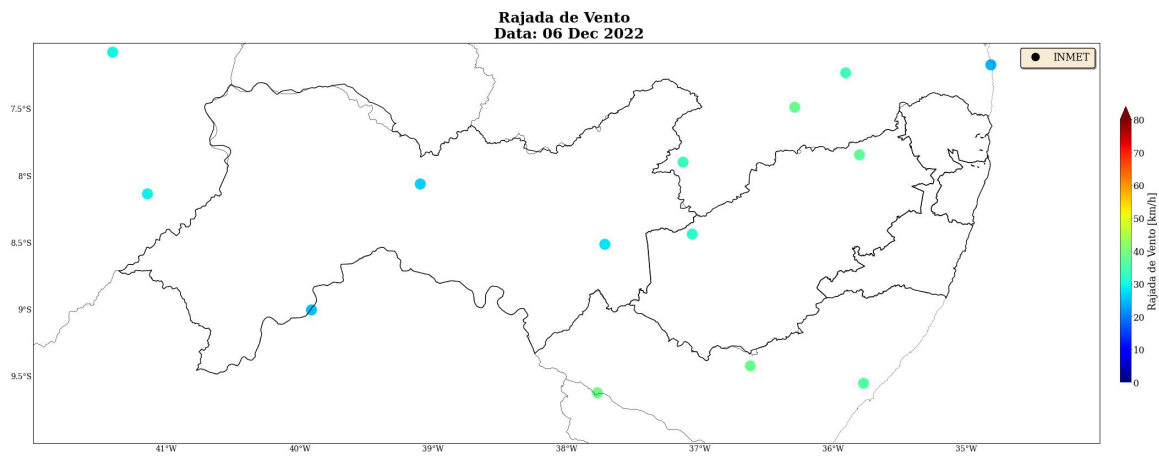 Rajada de Vento
Data: 06 Dec 2022
INMET
7.5°S
8°S
8.5°S
9°S
9.5°S
41°W
40°W
39°W
38°W
37°W
36°W
35°W
80
70
60
50
40
30
20
10
0
Rajada de Vento [km/h]